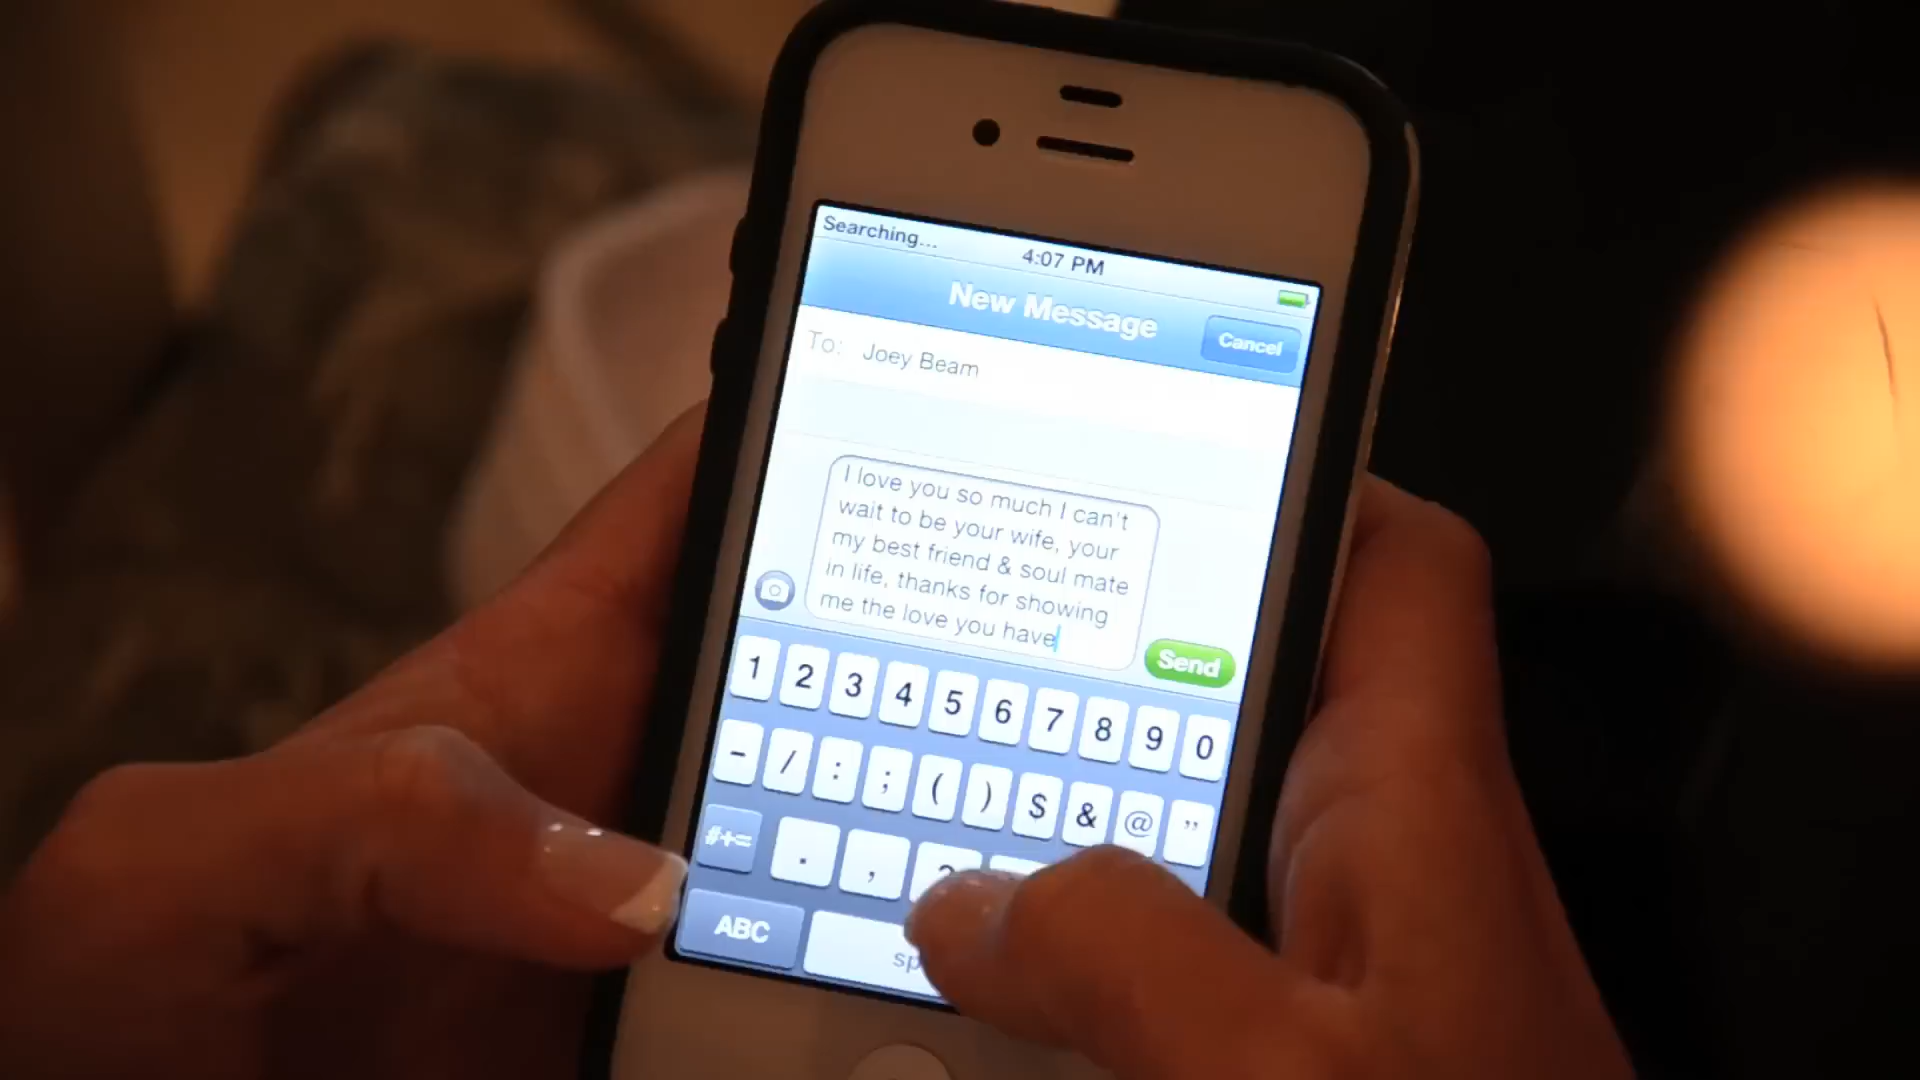 Searching...
4:07 PM
New Message
Cancel
To: Joey Beam
I love you so much I can't
wait to be your wife, your
my best friend & soul mate
in life, thanks for showing
me the love you have
Send
1 2 3 4 5 6 7 8 9 0
- / : ; ( ) $ & @ "
#+= . ,
ABC